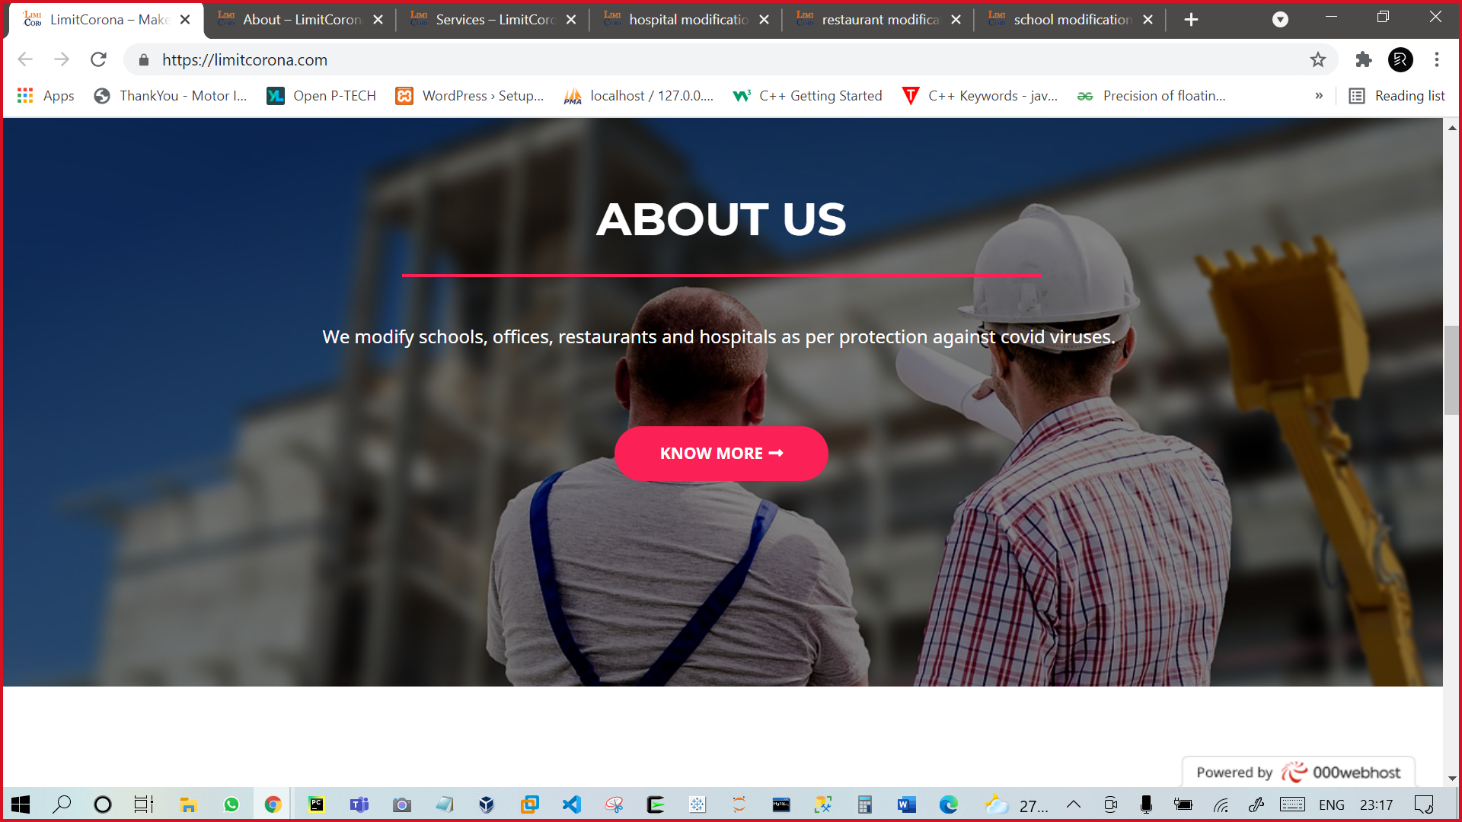 LimitCorona – Make
About – LimitCoron
Services – LimitCoro
hospital modificatio
restaurant modifica
school modification
https://limitcorona.com
Apps
ThankYou - Motor I...
Open P-TECH
WordPress › Setup...
localhost / 127.0.0....
C++ Getting Started
C++ Keywords - jav...
Precision of floatin...
»
Reading list
ABOUT US
We modify schools, offices, restaurants and hospitals as per protection against covid viruses.
KNOW MORE ➞
Powered by 000webhost
27...
ENG
23:17